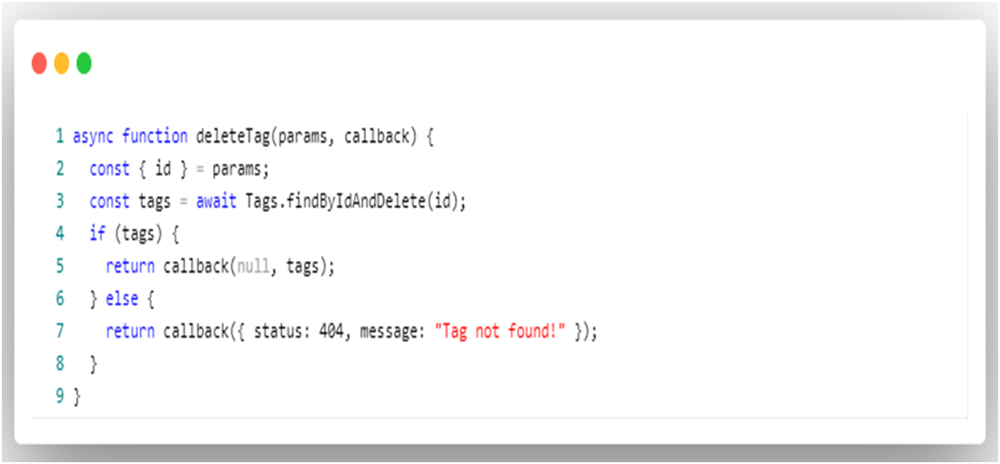 1 async function deleteTag(params, callback) {
2   const { id } = params;
3   const tags = await Tags.findByIdAndDelete(id);
4   if (tags) {
5     return callback(null, tags);
6   } else {
7     return callback({ status: 404, message: "Tag not found!" });
8   }
9 }